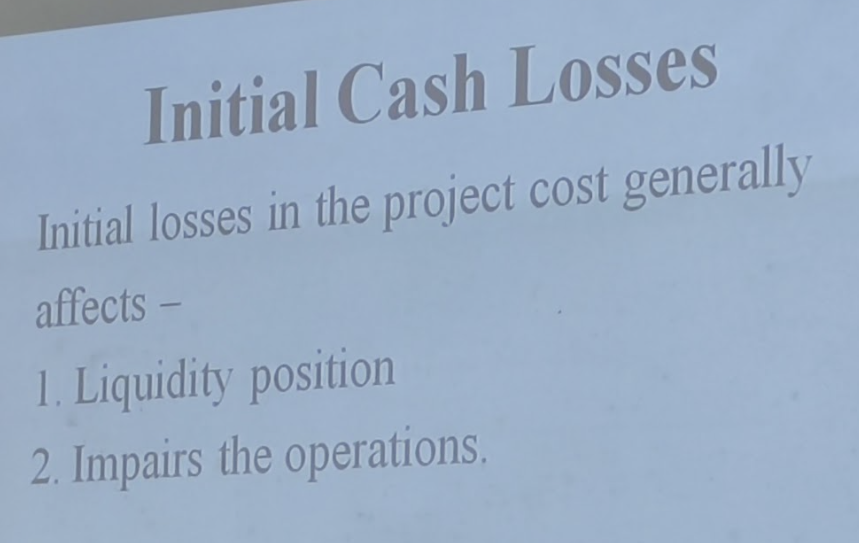 Initial Cash Losses
Initial losses in the project cost generally
affects –
1. Liquidity position
2. Impairs the operations.